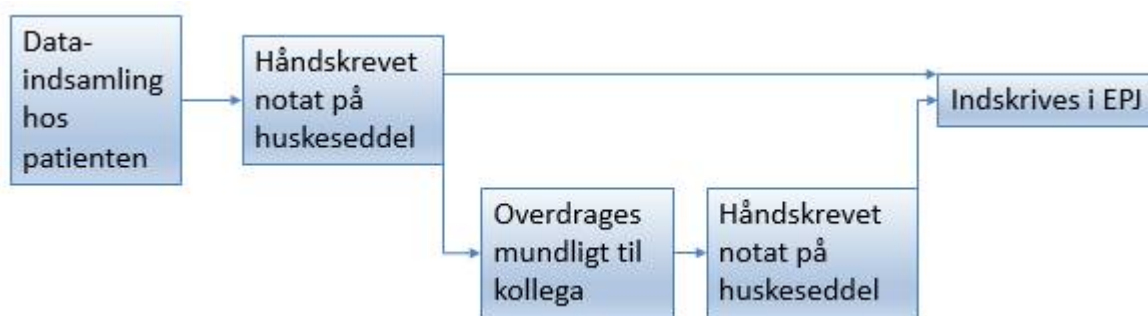 Data-
indsamling
hos
patienten
Håndskrevet
notat på
huskeseddel
Indskrives i EPJ
Overdrages
mundligt til
kollega
Håndskrevet
notat på
huskeseddel